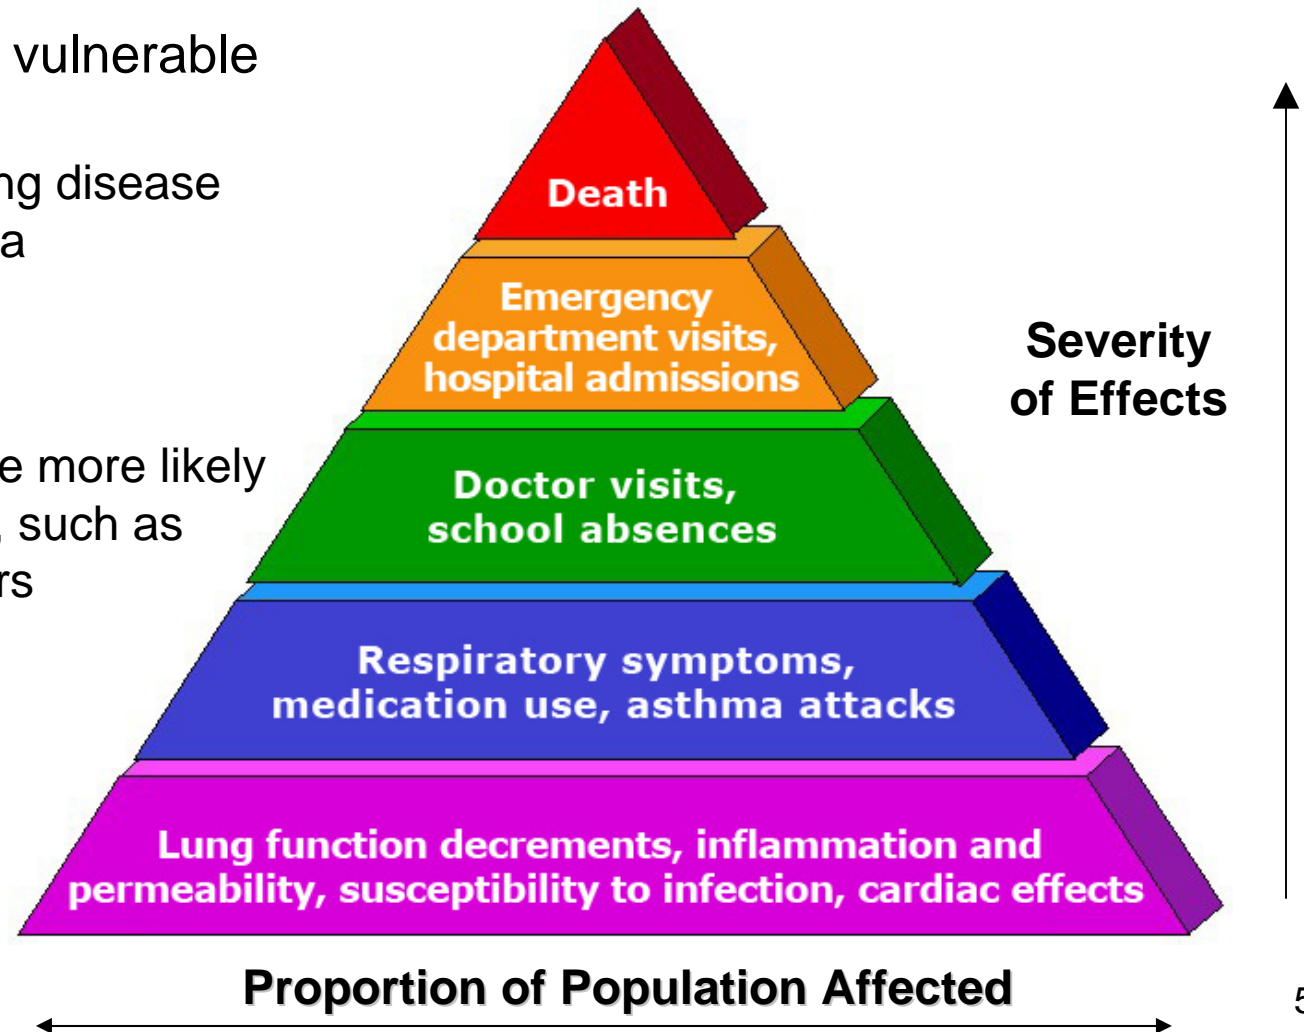 vulnerable
ng disease
a
e more likely
, such as
rs
Death
Emergency
department visits,
hospital admissions
Doctor visits,
school absences
Respiratory symptoms,
medication use, asthma attacks
Lung function decrements, inflammation and
permeability, susceptibility to infection, cardiac effects
Severity
of Effects
Proportion of Population Affected
5